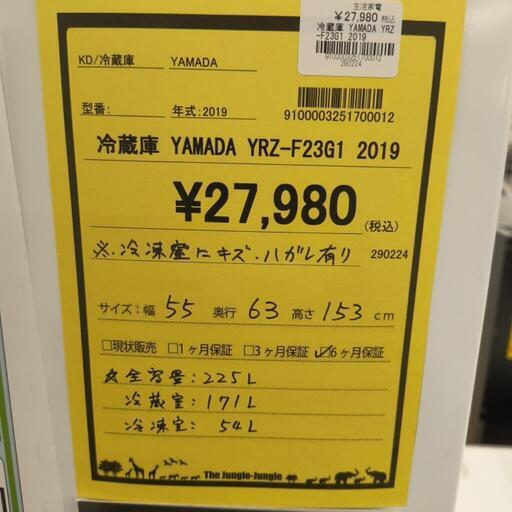 生活家電
¥27,980 税込
冷蔵庫 YAMADA YRZ
-F23G1 2019
9100003251700012
290224
KD/冷蔵庫 YAMADA
型番: 年式:2019
9100003251700012
冷蔵庫 YAMADA YRZ-F23G1 2019
¥27,980
(税込)
※.冷凍室にキズ.ハガレ有り
290224
サイズ:幅 55 奥行 63 高さ 153 cm
□現状販売 □1ヶ月保証 □3ヶ月保証 ☑6ヶ月保証
☆全容量:225L
冷蔵室:171L
冷凍室:54L
The Jungle-Jungle